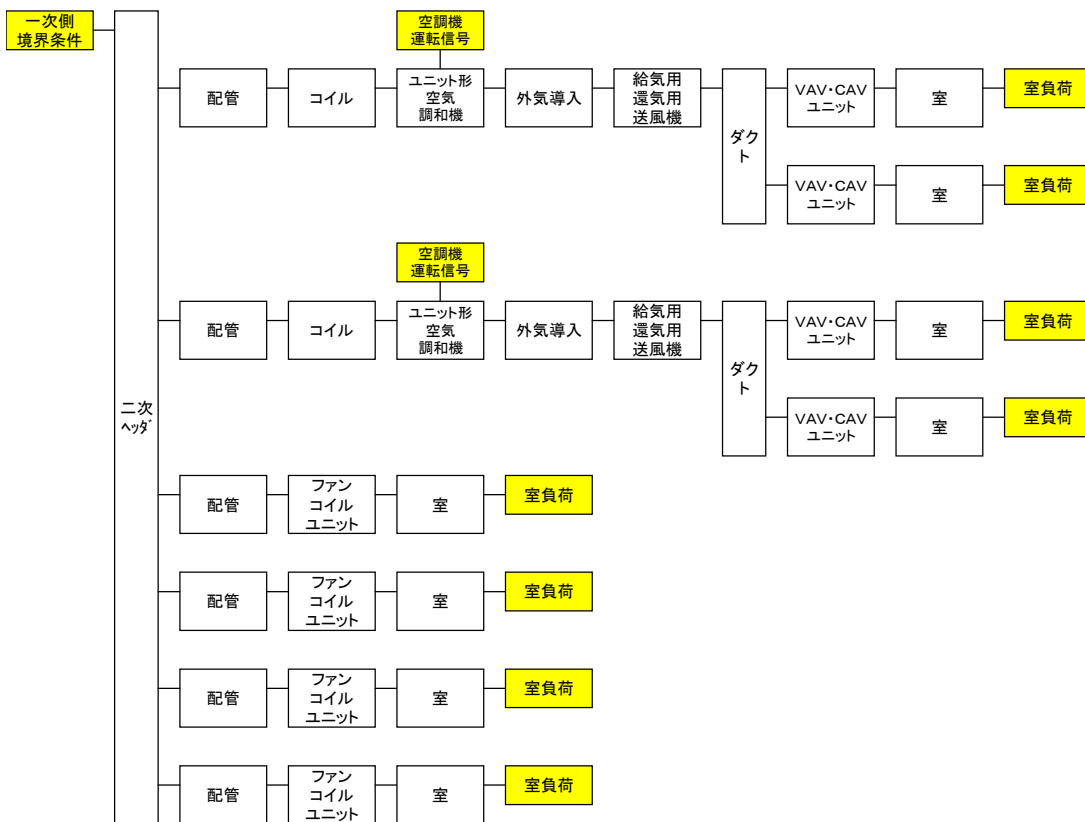 一次側
境界条件
空調機
運転信号
配管
コイル
ユニット形
空気
調和機
外気導入
給気用
還気用
送風機
ダク
ト
VAV・CAV
ユニット
室
室負荷
VAV・CAV
ユニット
室
室負荷
空調機
運転信号
配管
コイル
ユニット形
空気
調和機
外気導入
給気用
還気用
送風機
ダク
ト
VAV・CAV
ユニット
室
室負荷
VAV・CAV
ユニット
室
室負荷
二次
ヘッダ
配管
ファン
コイル
ユニット
室
室負荷
配管
ファン
コイル
ユニット
室
室負荷
配管
ファン
コイル
ユニット
室
室負荷
配管
ファン
コイル
ユニット
室
室負荷